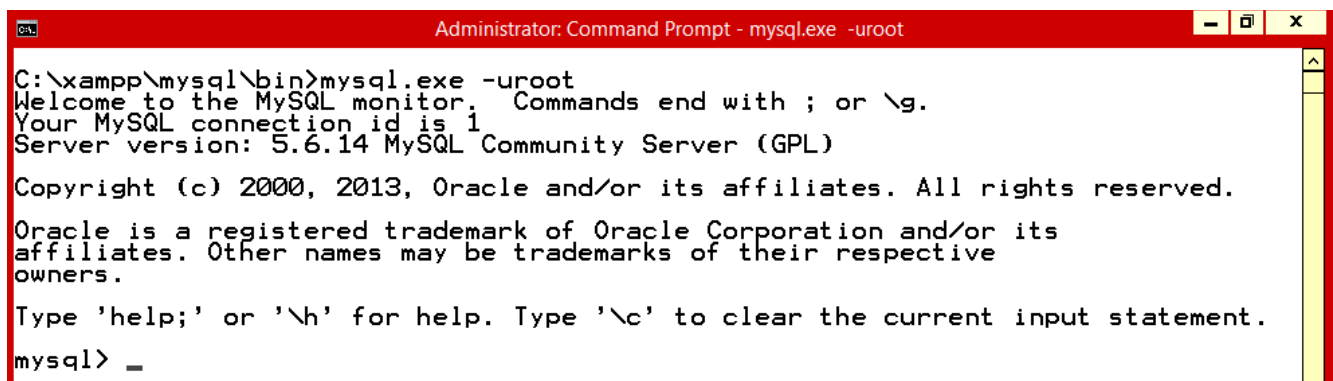 Administrator: Command Prompt - mysql.exe -uroot
C:\xampp\mysql\bin>mysql.exe -uroot
Welcome to the MySQL monitor.  Commands end with ; or \g.
Your MySQL connection id is 1
Server version: 5.6.14 MySQL Community Server (GPL)
Copyright (c) 2000, 2013, Oracle and/or its affiliates. All rights reserved.
Oracle is a registered trademark of Oracle Corporation and/or its
affiliates. Other names may be trademarks of their respective
owners.
Type 'help;' or '\h' for help. Type '\c' to clear the current input statement.
mysql> _